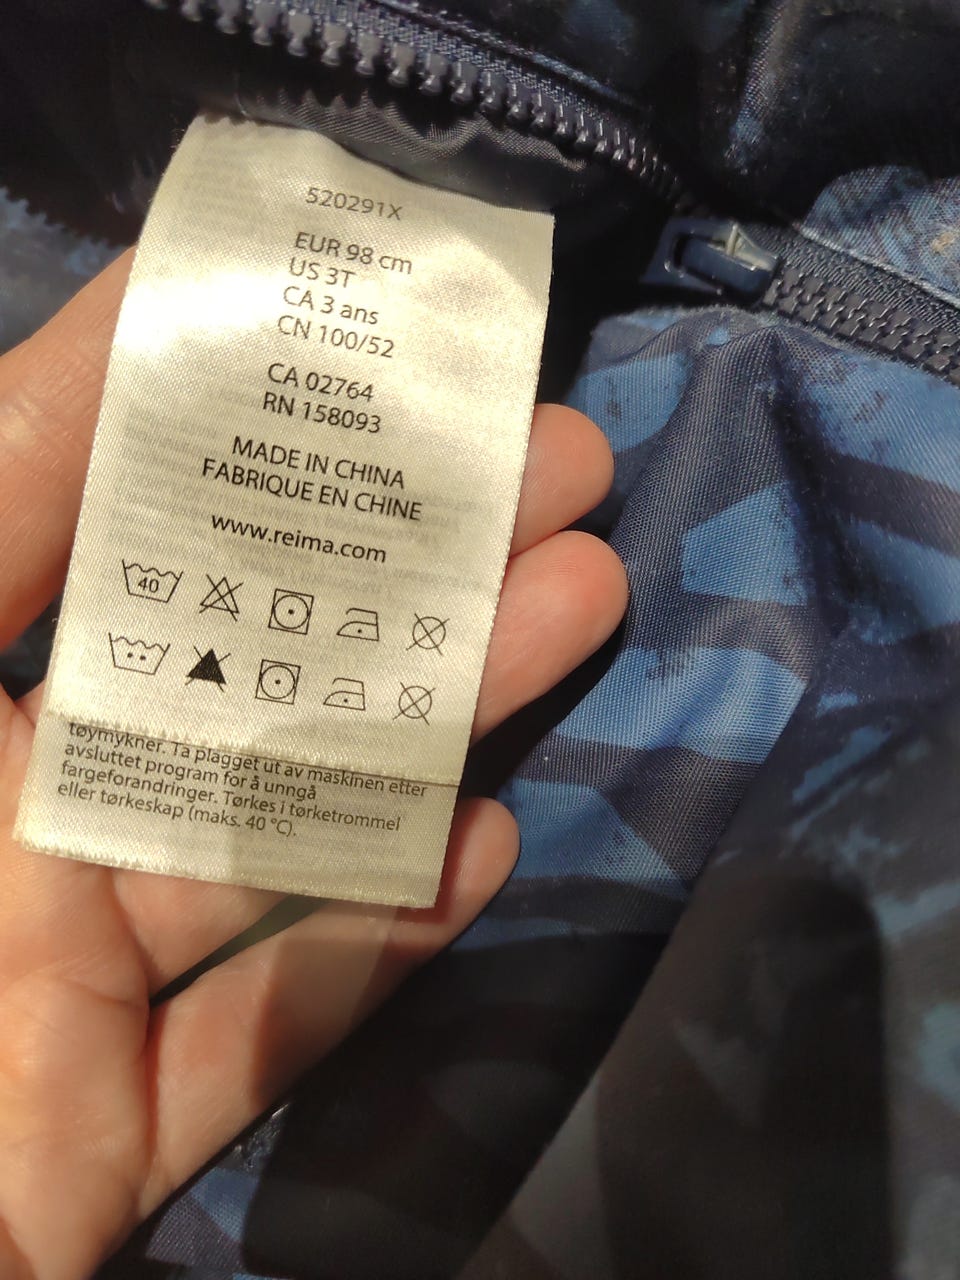 520291X
EUR 98 cm
US 3T
CA 3 ans
CN 100/52
CA 02764
RN 158093
MADE IN CHINA
FABRIQUE EN CHINE
www.reima.com
40
tøymykner. Ta plagget ut av maskinen etter
avsluttet program for å unngå
fargeforandringer. Tørkes i tørketrommel
eller tørkeskap (maks. 40 °C).